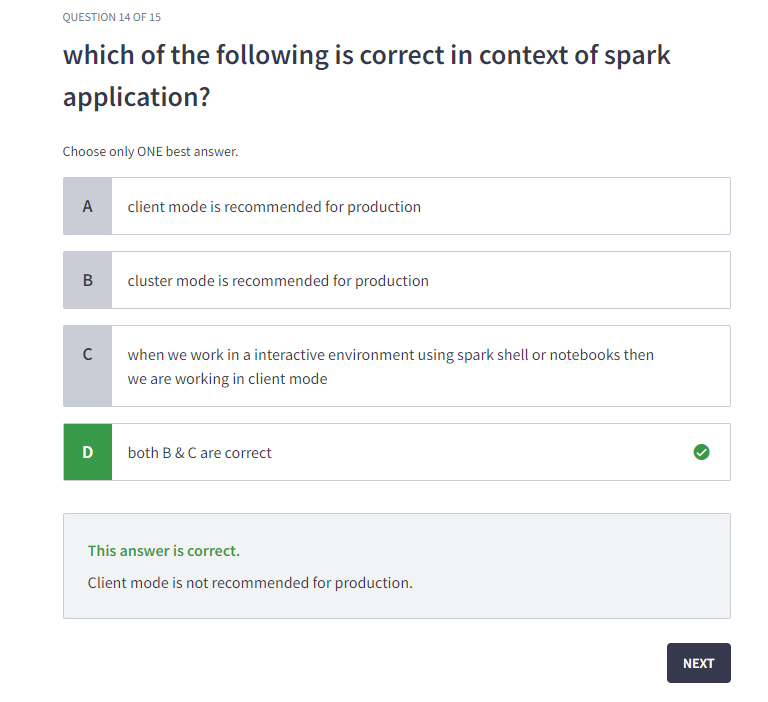 QUESTION 14 OF 15
which of the following is correct in context of spark
application?
Choose only ONE best answer.
A
client mode is recommended for production
B
cluster mode is recommended for production
C
when we work in a interactive environment using spark shell or notebooks then
we are working in client mode
D
both B & C are correct
This answer is correct.
Client mode is not recommended for production.
NEXT